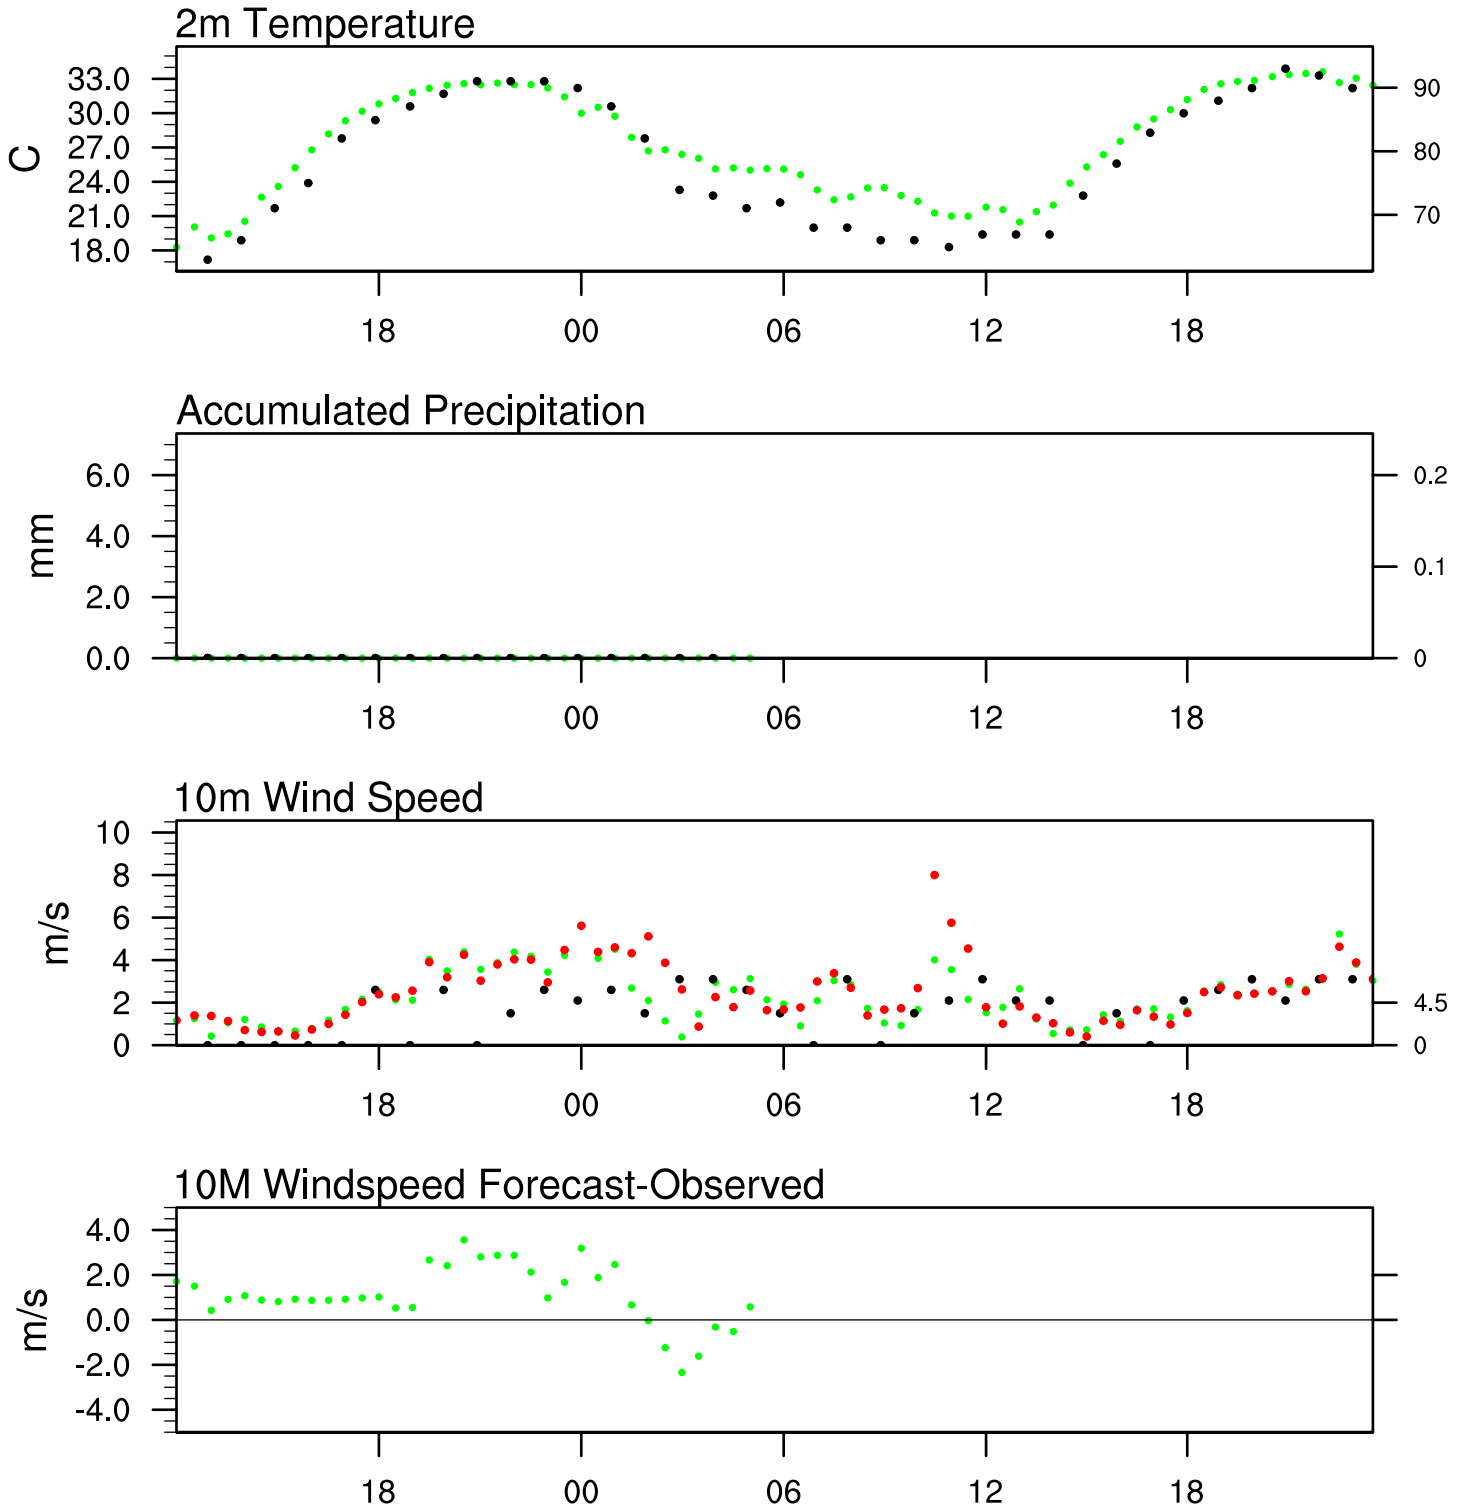 2m Temperature
33.0
30.0
27.0
24.0
21.0
18.0
C
90
80
70
18 00 06 12 18
Accumulated Precipitation
6.0
4.0
2.0
0.0
mm
0.2
0.1
0
18 00 06 12 18
10m Wind Speed
10
8
6
4
2
0
m/s
4.5
0
18 00 06 12 18
10M Windspeed Forecast-Observed
4.0
2.0
0.0
-2.0
-4.0
m/s
18 00 06 12 18